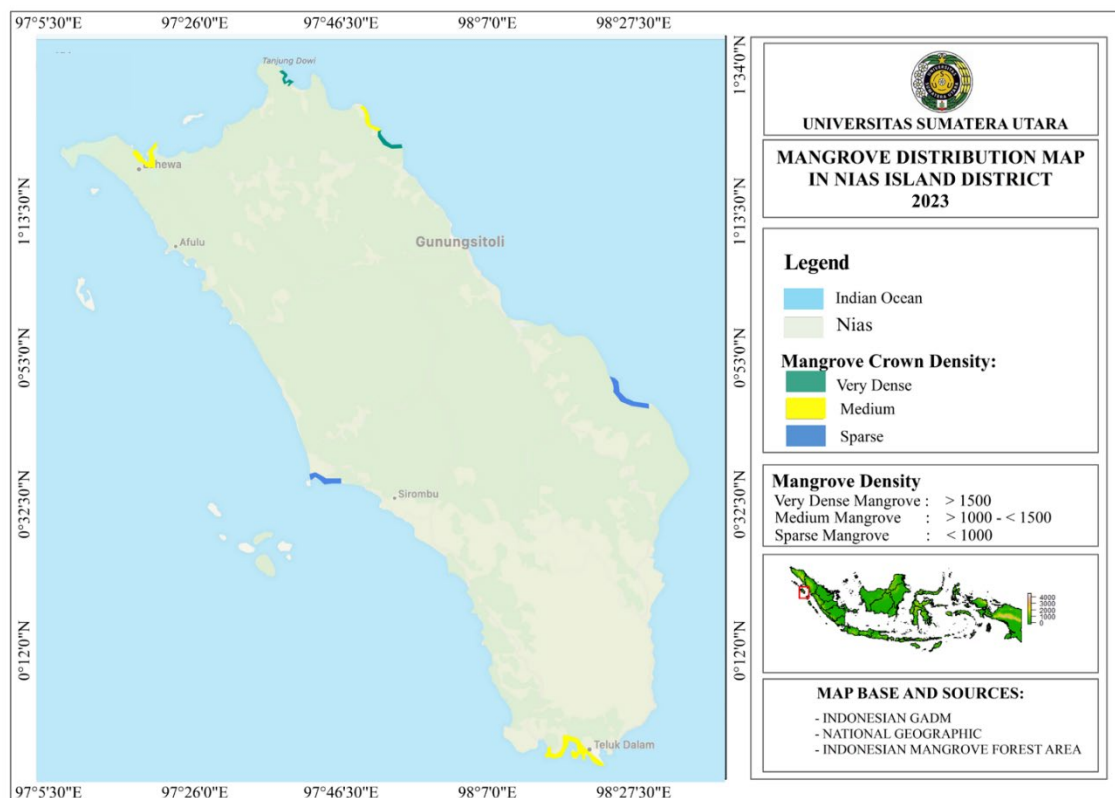 97°5'30"E 97°26'0"E 97°46'30"E 98°7'0"E 98°27'30"E
1°34'0"N
1°13'30"N
1°13'30"N
0°53'0"N
0°53'0"N
0°32'30"N
0°32'30"N
0°12'0"N
0°12'0"N
Tanjung Dowi
Afulu
Gunungsitoli
Sirombu
Teluk Dalam
97°5'30"E 97°26'0"E 97°46'30"E 98°7'0"E 98°27'30"E
UNIVERSITAS SUMATERA UTARA
MANGROVE DISTRIBUTION MAP
IN NIAS ISLAND DISTRICT
2023
Legend
Indian Ocean
Nias
Mangrove Crown Density:
Very Dense
Medium
Sparse
Mangrove Density
Very Dense Mangrove : > 1500
Medium Mangrove : > 1000 - < 1500
Sparse Mangrove : < 1000
4000
3000
2000
1000
0
MAP BASE AND SOURCES:
- INDONESIAN GADM
- NATIONAL GEOGRAPHIC
- INDONESIAN MANGROVE FOREST AREA